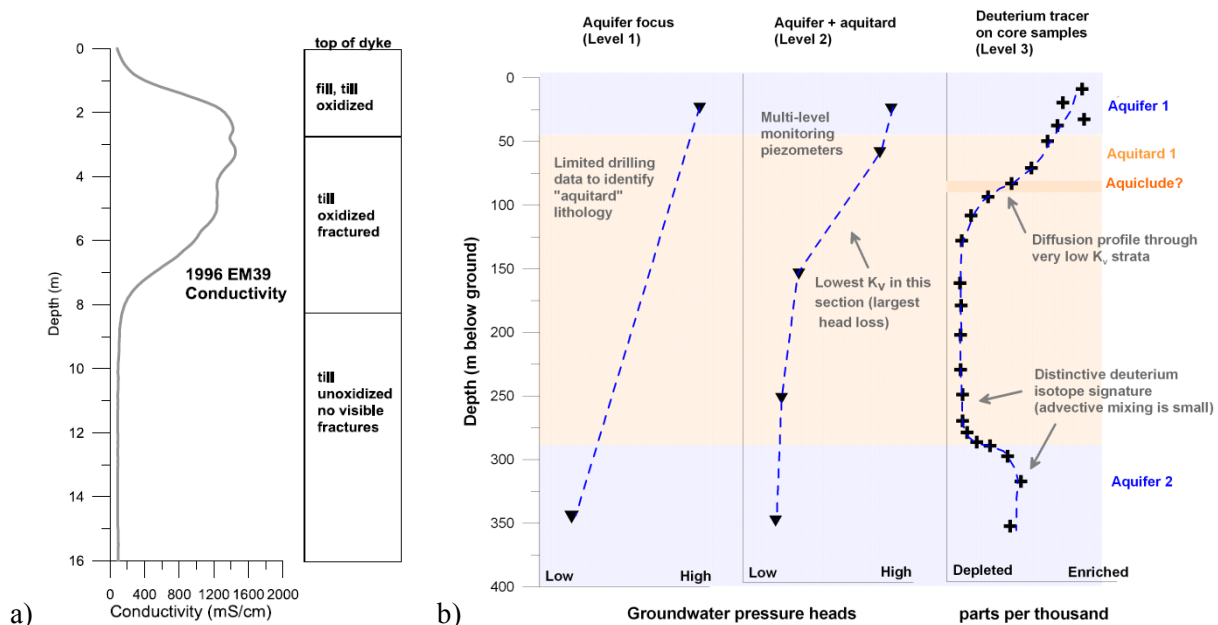 top of dyke
0
2
4
6
8
10
12
14
16
Depth (m)
fill, till
oxidized
till
oxidized
fractured
1996 EM39
Conductivity
till
unoxidized
no visible
fractures
0 400 800 1200 1600 2000
Conductivity (mS/cm)
a)
Aquifer focus
(Level 1)
Aquifer + aquitard
(Level 2)
Deuterium tracer
on core samples
(Level 3)
0
50
100
150
200
250
300
350
400
Depth (m below ground)
Limited drilling
data to identify
"aquitard"
lithology
Multi-level
monitoring
piezometers
Lowest Kv in this
section (largest
head loss)
Aquifer 1
Aquitard 1
Aquiclude?
Diffusion profile through
very low Kv strata
Distinctive deuterium
isotope signature
(advective mixing is small)
Aquifer 2
Low High
Low High
Depleted Enriched
b)
Groundwater pressure heads
parts per thousand